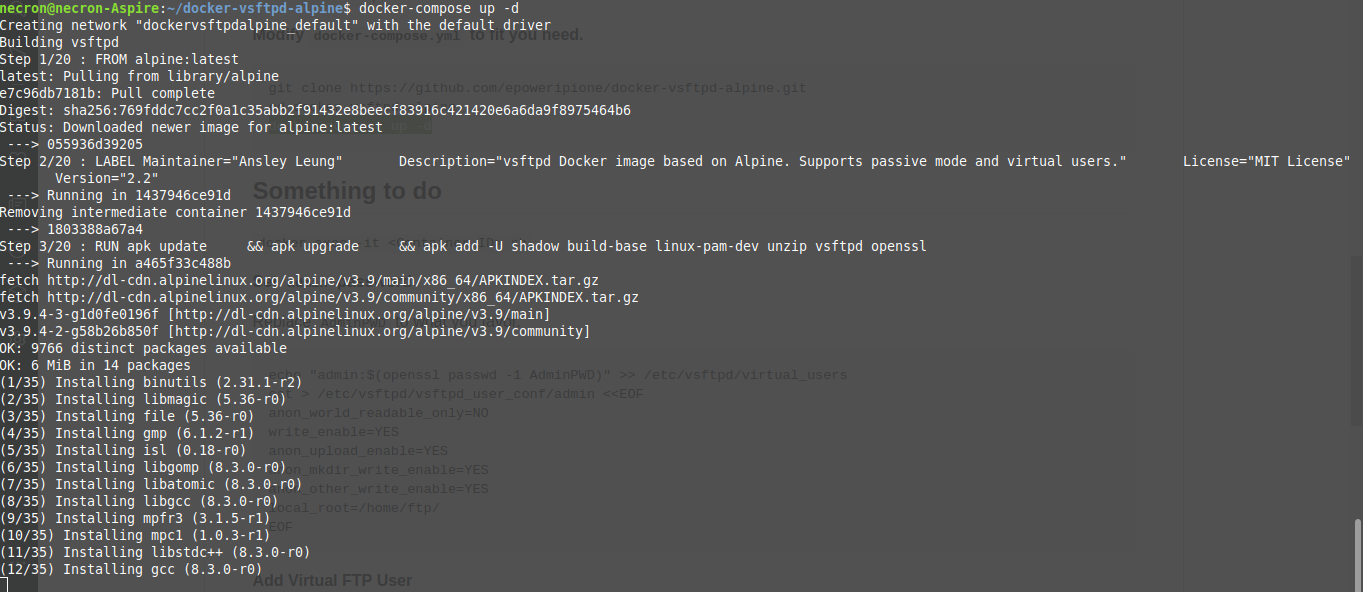 necron@necron-Aspire:~/docker-vsftpd-alpine$ docker-compose up -d
Creating network "dockervsftpdalpine_default" with the default driver
Modify docker-compose.yml to fit you need.
Building vsftpd
Step 1/20 : FROM alpine:latest
latest: Pulling from library/alpine
git clone https://github.com/epoweripione/docker-vsftpd-alpine.git
e7c96db7181b: Pull complete
Digest: sha256:769fddc7cc2f0a1c35abb2f91432e8beecf83916c421420e6a6da9f8975464b6
Status: Downloaded newer image for alpine:latest
 ---> 055936d39205
Step 2/20 : LABEL Maintainer="Ansley Leung"       Description="vsftpd Docker image based on Alpine. Supports passive mode and virtual users."       License="MIT License"
       Version="2.2"
 ---> Running in 1437946ce91d
Something to do
Removing intermediate container 1437946ce91d
 ---> 1803388a67a4
Step 3/20 : RUN apk update     && apk upgrade     && apk add -U shadow build-base linux-pam-dev unzip vsftpd openssl
 ---> Running in a465f33c488b
fetch http://dl-cdn.alpinelinux.org/alpine/v3.9/main/x86_64/APKINDEX.tar.gz
fetch http://dl-cdn.alpinelinux.org/alpine/v3.9/community/x86_64/APKINDEX.tar.gz
v3.9.4-3-g1d0fe0196f [http://dl-cdn.alpinelinux.org/alpine/v3.9/main]
v3.9.4-2-g58b26b850f [http://dl-cdn.alpinelinux.org/alpine/v3.9/community]
OK: 9766 distinct packages available
OK: 6 MiB in 14 packages
echo "admin:$(openssl passwd -1 AdminPWD)" >> /etc/vsftpd/virtual_users
(1/35) Installing binutils (2.31.1-r2)
> /etc/vsftpd/vsftpd_user_conf/admin <<EOF
(2/35) Installing libmagic (5.36-r0)
anon_world_readable_only=NO
(3/35) Installing file (5.36-r0)
write_enable=YES
(4/35) Installing gmp (6.1.2-r1)
anon_upload_enable=YES
(5/35) Installing isl (0.18-r0)
anon_mkdir_write_enable=YES
(6/35) Installing libgomp (8.3.0-r0)
anon_other_write_enable=YES
(7/35) Installing libatomic (8.3.0-r0)
(8/35) Installing libgcc (8.3.0-r0)
local_root=/home/ftp/
(9/35) Installing mpfr3 (3.1.5-r1)
EOF
(10/35) Installing mpc1 (1.0.3-r1)
(11/35) Installing libstdc++ (8.3.0-r0)
(12/35) Installing gcc (8.3.0-r0)
Add Virtual FTP User